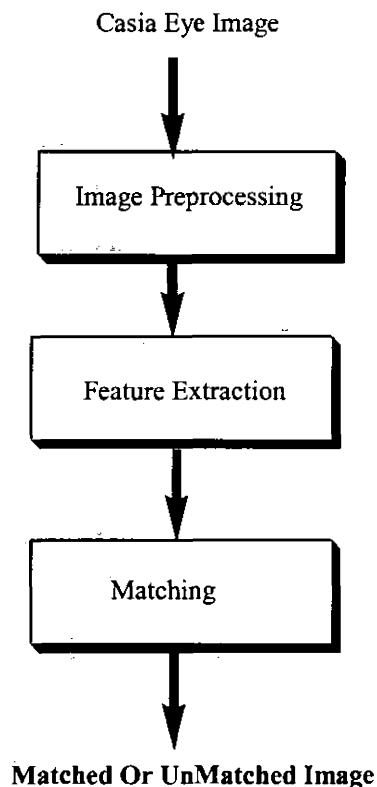 Casia Eye Image
Image Preprocessing
Feature Extraction
Matching
Matched Or UnMatched Image